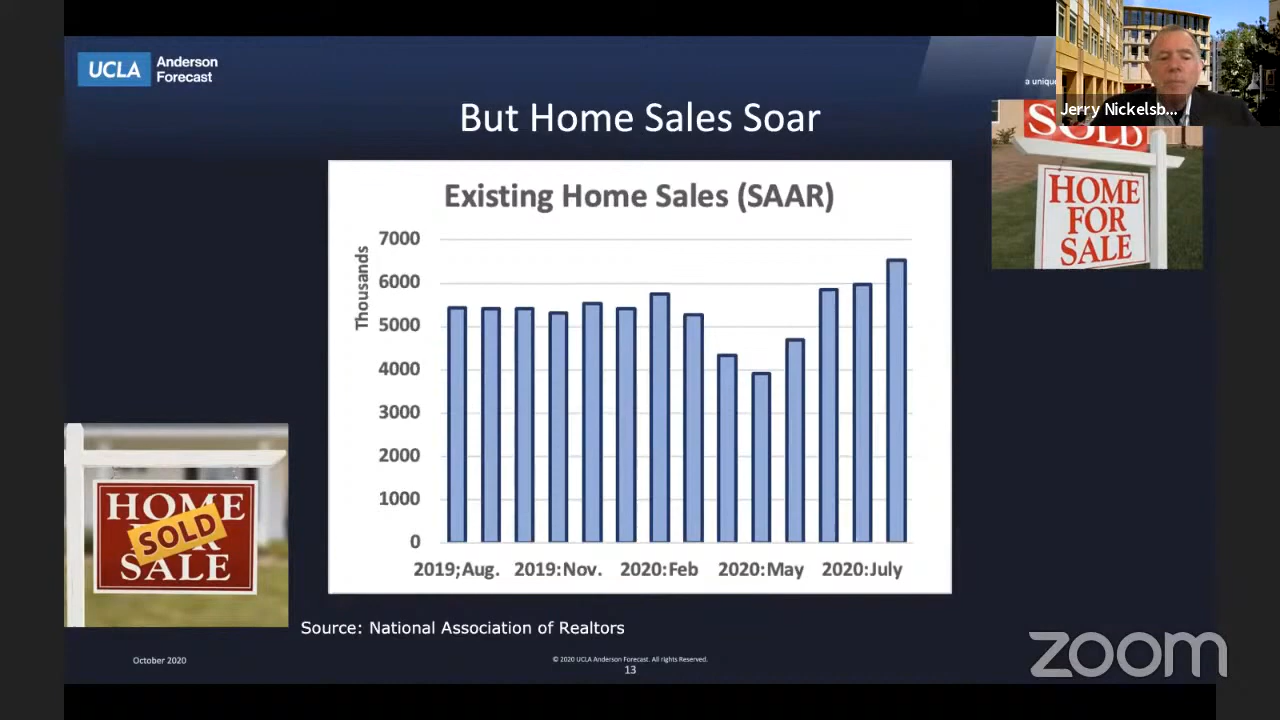 UCLA Anderson
Forecast
a unique
Jerry Nickelsb...
But Home Sales Soar
SOLD
HOME
FOR
SALE
Existing Home Sales (SAAR)
Thousands
7000
6000
5000
4000
3000
2000
1000
0
2019;Aug. 2019:Nov. 2020:Feb 2020:May 2020:July
HOME
SOLD
SALE
Source: National Association of Realtors
October 2020
© 2020 UCLA Anderson Forecast. All rights Reserved.
13
zoom